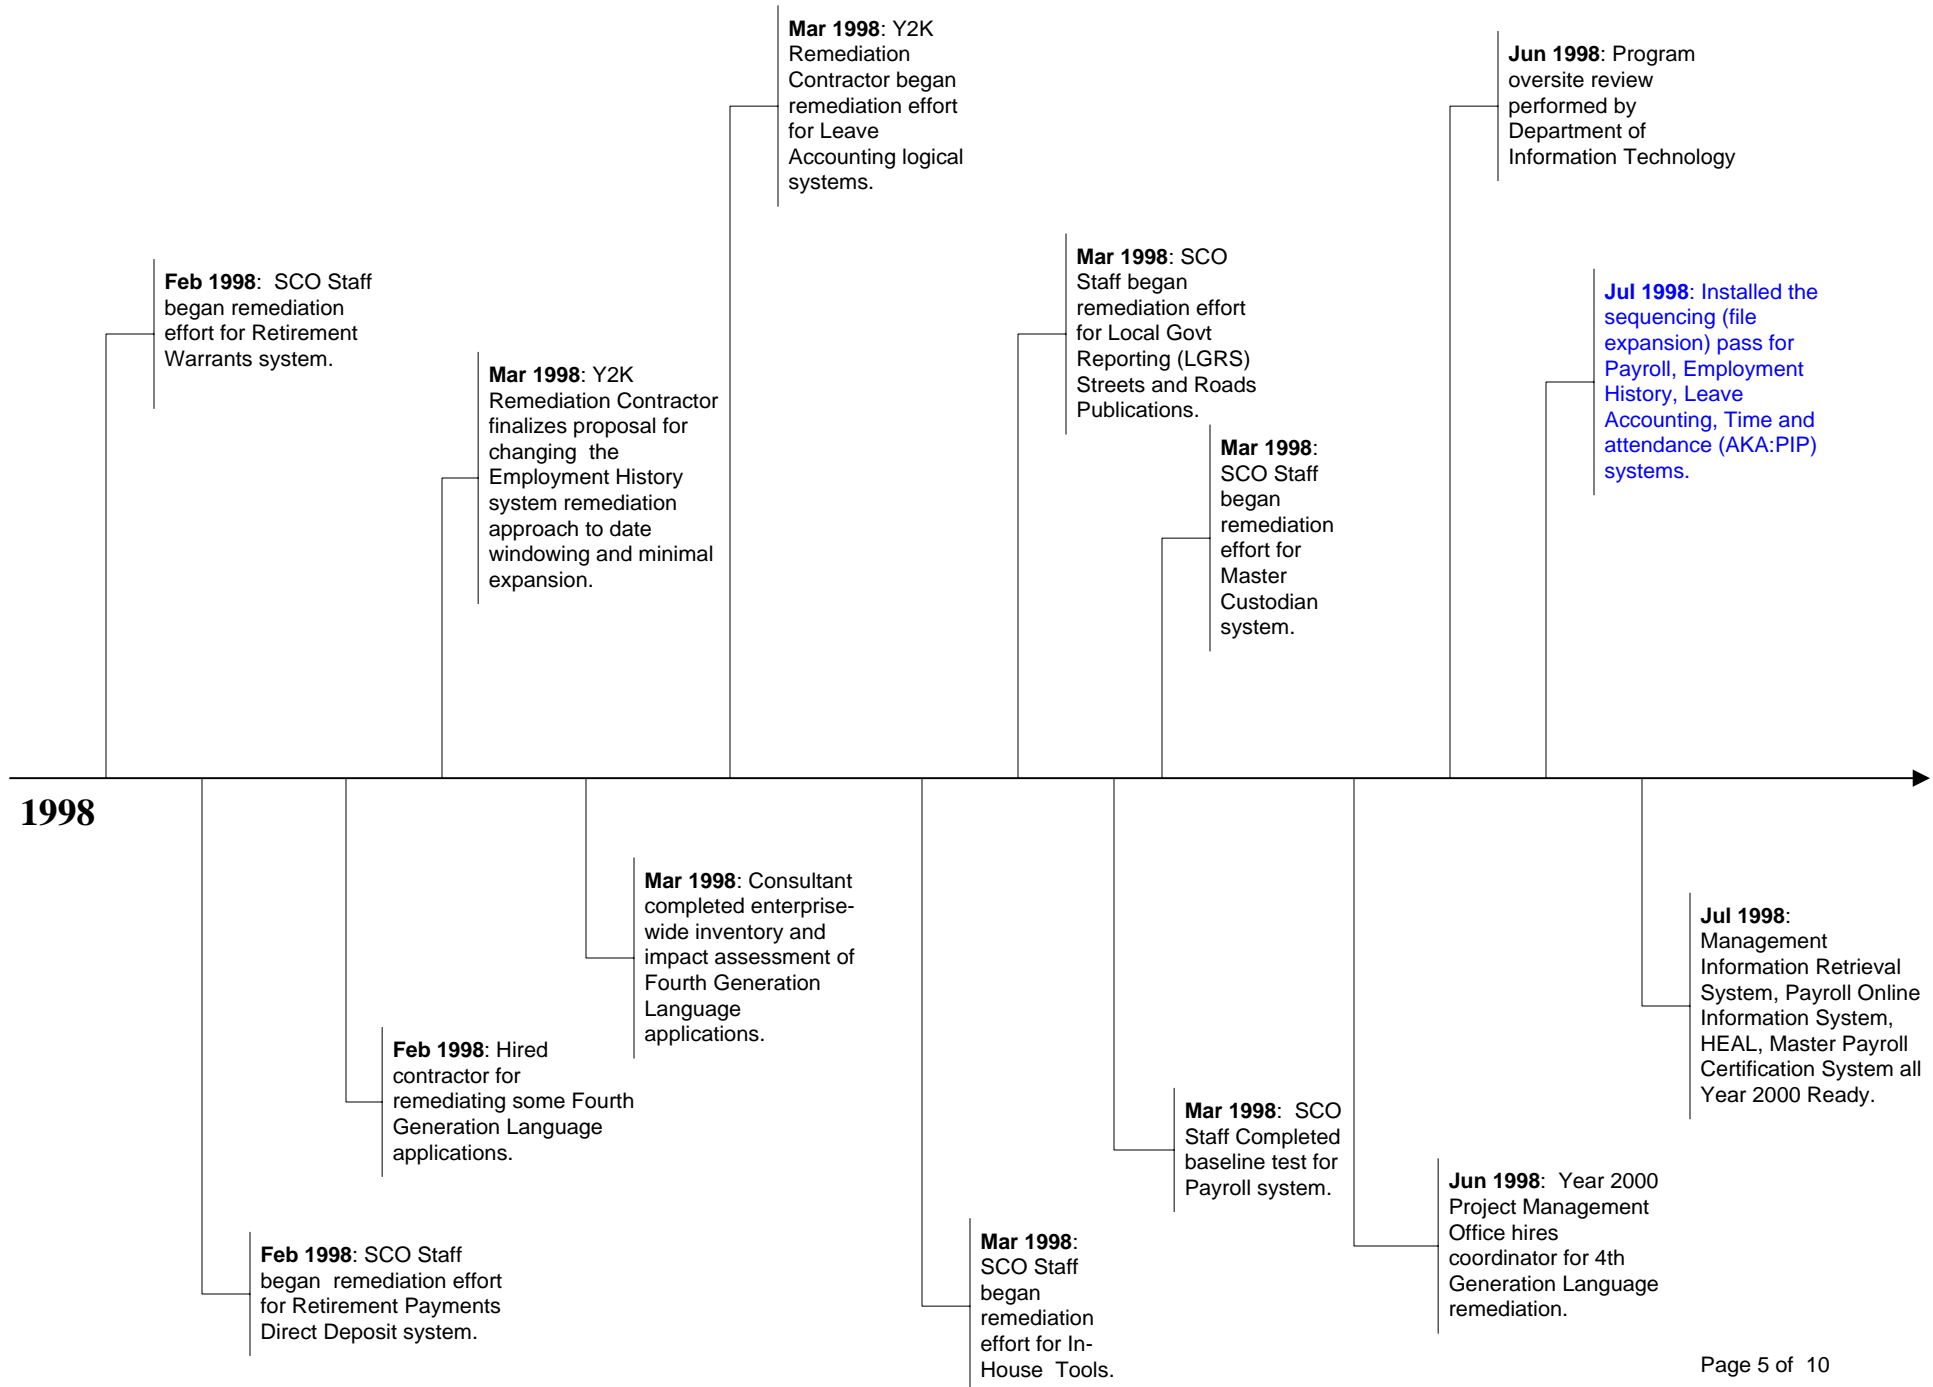 Mar 1998: Y2K
Remediation
Contractor began
remediation effort
for Leave
Accounting logical
systems.
Jun 1998: Program
oversite review
performed by
Department of
Information Technology
Feb 1998:  SCO Staff
began remediation
effort for Retirement
Warrants system.
Mar 1998: Y2K
Remediation Contractor
finalizes proposal for
changing  the
Employment History
system remediation
approach to date
windowing and minimal
expansion.
Mar 1998: SCO
Staff began
remediation effort
for Local Govt
Reporting (LGRS)
Streets and Roads
Publications.
Mar 1998:
SCO Staff
began
remediation
effort for
Master
Custodian
system.
Jul 1998: Installed the
sequencing (file
expansion) pass for
Payroll, Employment
History, Leave
Accounting, Time and
attendance (AKA:PIP)
systems.
1998
Feb 1998: SCO Staff
began  remediation effort
for Retirement Payments
Direct Deposit system.
Feb 1998: Hired
contractor for
remediating some Fourth
Generation Language
applications.
Mar 1998: Consultant
completed enterprise-
wide inventory and
impact assessment of
Fourth Generation
Language
applications.
Mar 1998:
SCO Staff
began
remediation
effort for In-
House  Tools.
Mar 1998:  SCO
Staff Completed
baseline test for
Payroll system.
Jun 1998:  Year 2000
Project Management
Office hires
coordinator for 4th
Generation Language
remediation.
Jul 1998:
Management
Information Retrieval
System, Payroll Online
Information System,
HEAL, Master Payroll
Certification System all
Year 2000 Ready.
Page 5 of  10